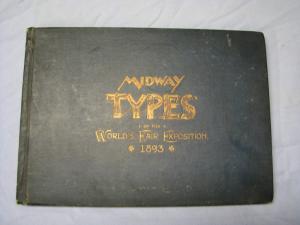 MIDWAY
TYPES
WORLD'S FAIR EXPOSITION
1893